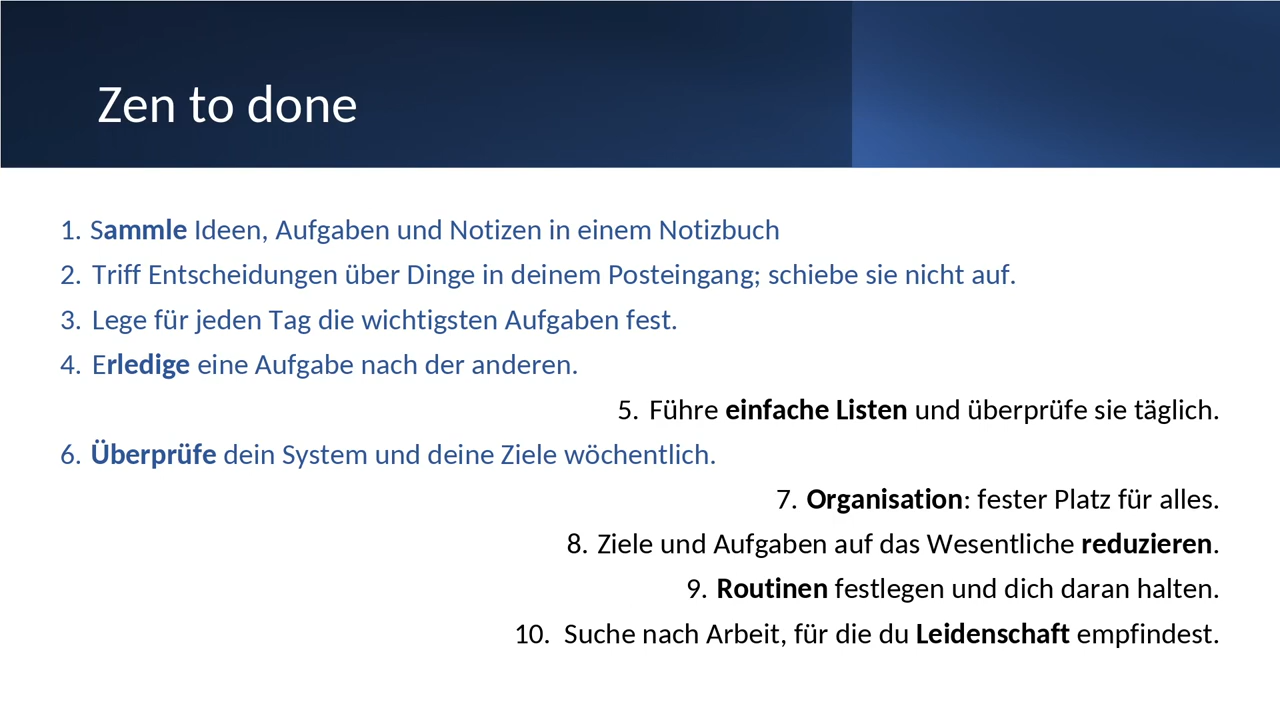 Zen to done
1. Sammle Ideen, Aufgaben und Notizen in einem Notizbuch
2. Triff Entscheidungen über Dinge in deinem Posteingang; schiebe sie nicht auf.
3. Lege für jeden Tag die wichtigsten Aufgaben fest.
4. Erledige eine Aufgabe nach der anderen.
5. Führe einfache Listen und überprüfe sie täglich.
6. Überprüfe dein System und deine Ziele wöchentlich.
7. Organisation: fester Platz für alles.
8. Ziele und Aufgaben auf das Wesentliche reduzieren.
9. Routinen festlegen und dich daran halten.
10. Suche nach Arbeit, für die du Leidenschaft empfindest.